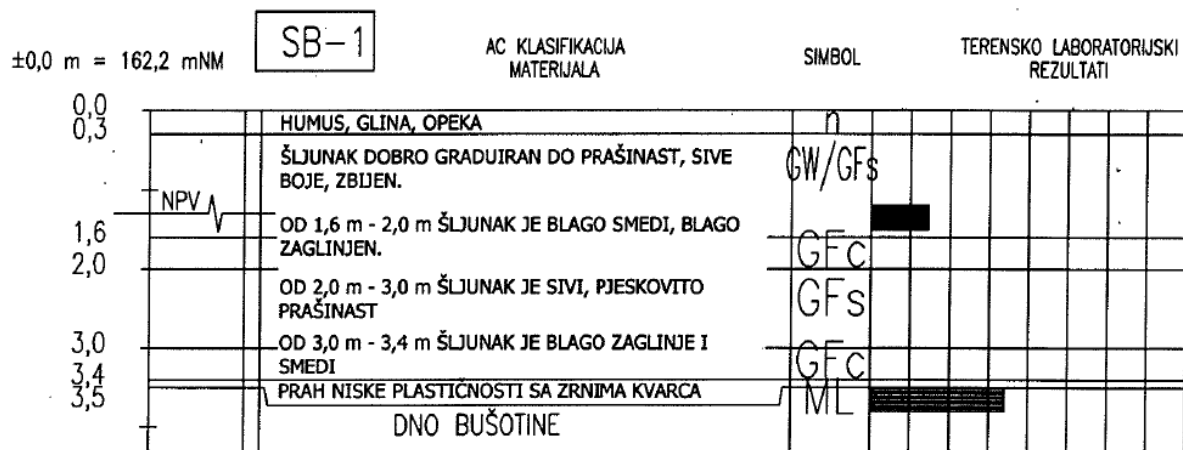 ±0,0 m = 162,2 mNM
SB-1
AC KLASIFIKACIJA
MATERIJALA
SIMBOL
TERENSKO LABORATORIJSKI
REZULTATI
0,0
0,3
HUMUS, GLINA, OPEKA
n
ŠLJUNAK DOBRO GRADUIRAN DO PRAŠINAST, SIVE
BOJE, ZBIJEN.
GW/GFs
NPV
1,6
OD 1,6 m - 2,0 m ŠLJUNAK JE BLAGO SMEDI, BLAGO
ZAGLINJEN.
GFc
2,0
OD 2,0 m - 3,0 m ŠLJUNAK JE SIVI, PJESKOVITTO
PRAŠINAST
GFs
3,0
OD 3,0 m - 3,4 m ŠLJUNAK JE BLAGO ZAGLINJE I
SMEDI
GFc
3,4
3,5
PRAH NISKE PLASTIČNOSTI SA ZRNIMA KVARCA
ML
DNO BUŠOTINE